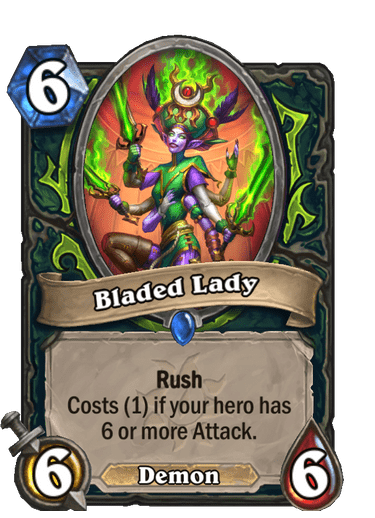 6
Bladed Lady
Rush
Costs (1) if your hero has
6 or more Attack.
6
Demon
6